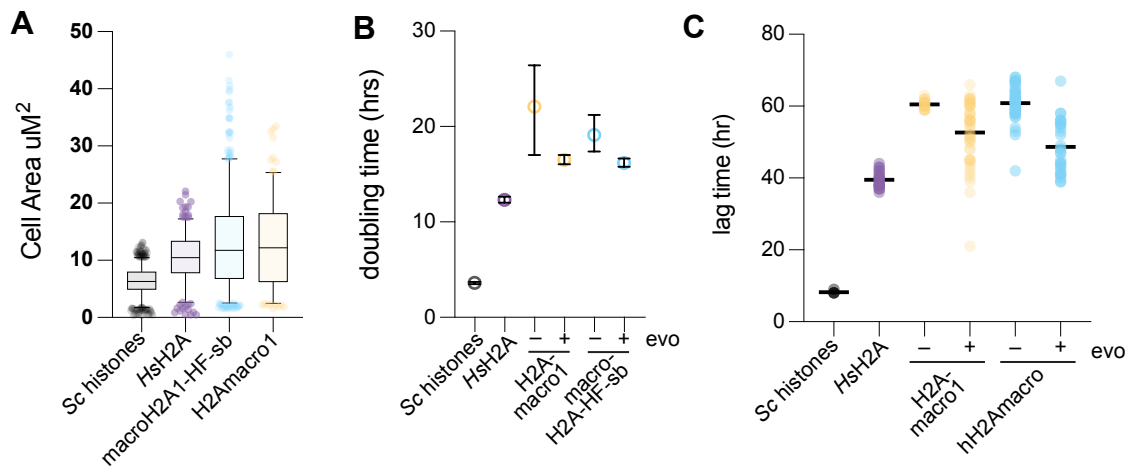 A
Cell Area uM²
50
40
30
20
10
0
Sc histones
HsH2A
macroH2A1-HF-sb
H2Amacro1
B
doubling time (hrs)
30
20
10
0
Sc histones
HsH2A
– + – + evo
H2A-
macro1
macro-
H2A-HF-sb
C
lag time (hr)
80
60
40
20
0
Sc histones
HsH2A
– + – + evo
H2A-
macro1
hH2Amacro